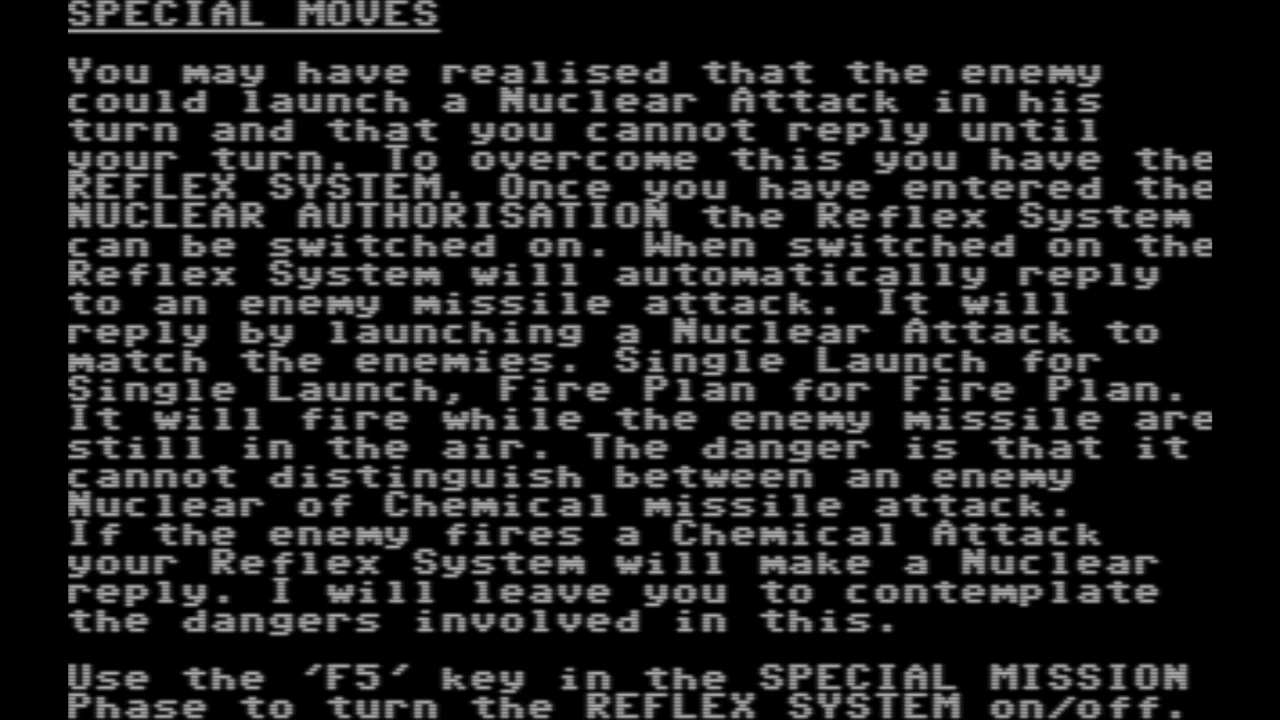 SPECIAL MOVES
You may have realised that the enemy
could launch a Nuclear Attack in his
turn and that you cannot reply until
your turn. To overcome this you have the
REFLEX SYSTEM. Once you have entered the
NUCLEAR AUTHORISATION the Reflex System
can be switched on. When switched on the
Reflex System will automatically reply
to an enemy missile attack. It will
reply by launching a Nuclear Attack to
match the enemies. Single Launch for
Single Launch, Fire Plan for Fire Plan.
It will fire while the enemy missile are
still in the air. The danger is that it
cannot distinguish between an enemy
Nuclear of Chemical missile attack.
If the enemy fires a Chemical Attack
your Reflex System will make a Nuclear
reply. I will leave you to contemplate
the dangers involved in this.
Use the 'F5' key in the SPECIAL MISSION
Phase to turn the REFLEX SYSTEM on/off.